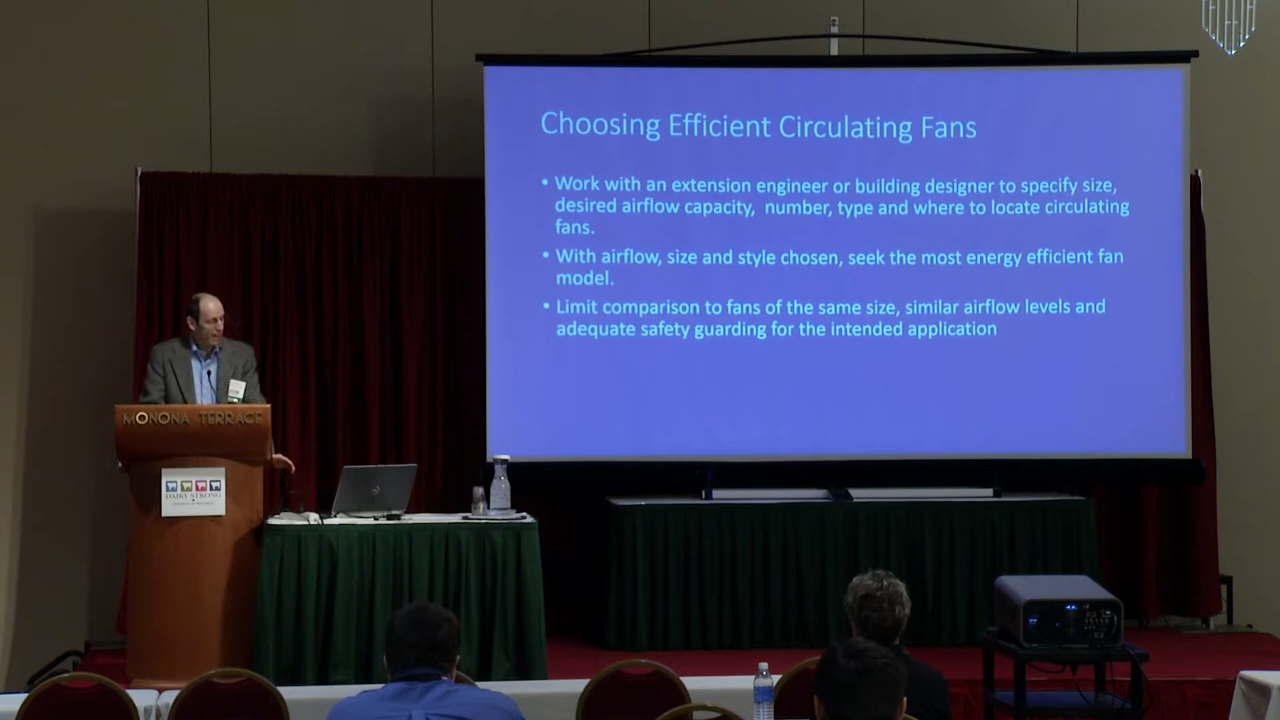 Choosing Efficient Circulating Fans
• Work with an extension engineer or building designer to specify size,
desired airflow capacity,  number, type and where to locate circulating
fans.
• With airflow, size and style chosen, seek the most energy efficient fan
model.
• Limit comparison to fans of the same size, similar airflow levels and
adequate safety guarding for the intended application
MONONA TERRACE
DAIRY STRONG